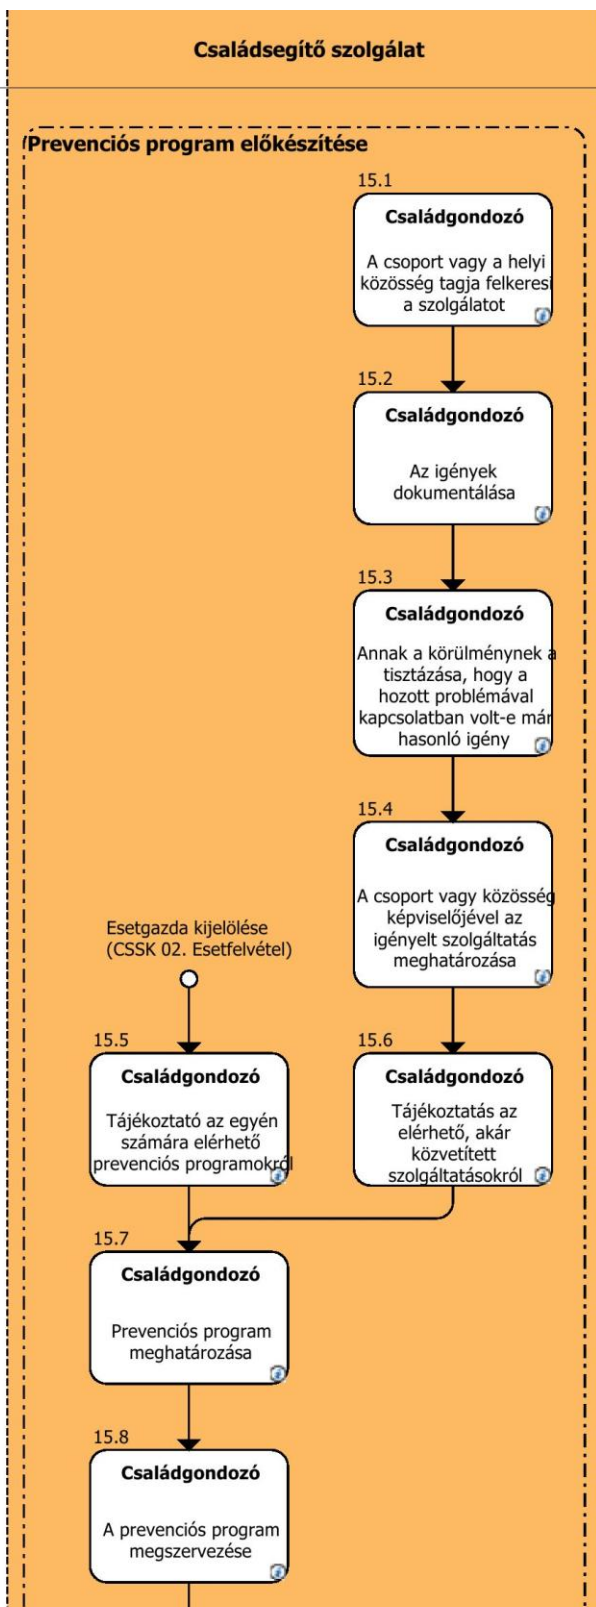 Családsegítő szolgálat
Prevenciós program előkészítése
15.1
Családgondozó
A csoport vagy a helyi
közösség tagja felkeresi
a szolgálatot
15.2
Családgondozó
Az igények
dokumentálása
15.3
Családgondozó
Annak a körülménynek a
tisztázása, hogy a
hozott problémával
kapcsolatban volt-e már
hasonló igény
15.4
Családgondozó
A csoport vagy közösség
képviselőjével az
igényelt szolgáltatás
meghatározása
Esetgazda kijelölése
(CSSK 02. Esetfelvétel)
15.5
Családgondozó
Tájékoztató az egyén
számára elérhető
prevenciós programokról
15.6
Családgondozó
Tájékoztatás az
elérhető, akár
közvetített
szolgáltatásokról
15.7
Családgondozó
Prevenciós program
meghatározása
15.8
Családgondozó
A prevenciós program
megszervezése